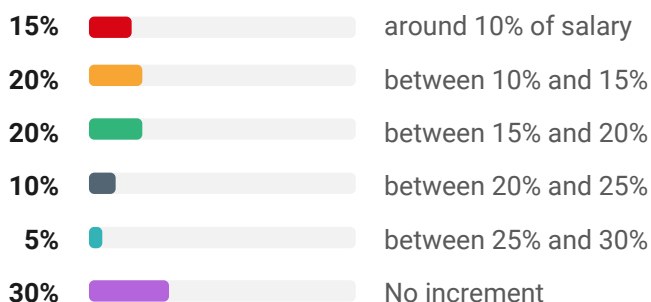 15% around 10% of salary
20% between 10% and 15%
20% between 15% and 20%
10% between 20% and 25%
5% between 25% and 30%
30% No increment